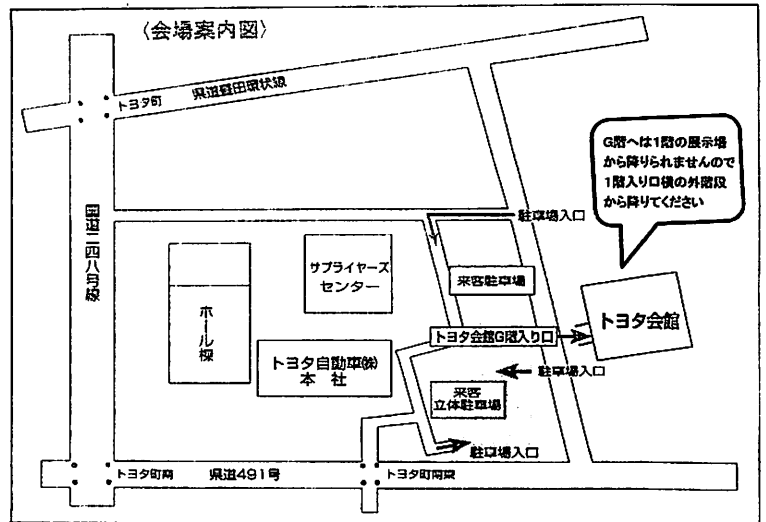 〈会場案内図〉
トヨタ町
県道豊田環状線
G階へは1階の展示場
から降りられませんので
1階入り口横の外階段
から降りてください
国道二四八号線
駐車場入口
サプライヤーズ
センター
来客駐車場
ホール棟
トヨタ会館G階入り口
トヨタ会館
トヨタ自動車㈱
本社
駐車場入口
来客
立体駐車場
駐車場入口
トヨタ町南
県道491号
トヨタ町南東